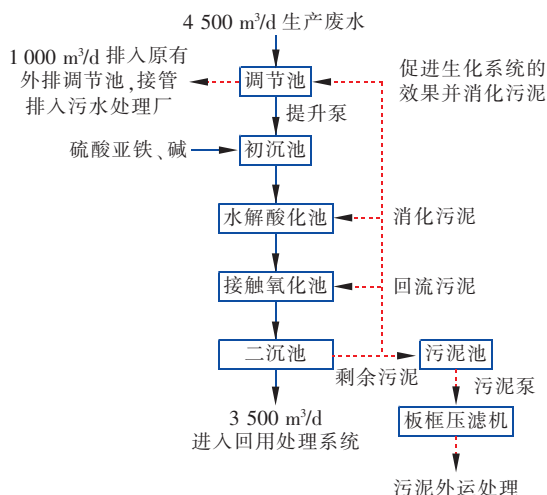 4 500 m³/d 生产废水
1 000 m³/d 排入原有
外排调节池,接管
排入污水处理厂
调节池
促进生化系统的
效果并消化污泥
提升泵
硫酸亚铁、碱
初沉池
水解酸化池
消化污泥
接触氧化池
回流污泥
二沉池
剩余污泥
污泥池
污泥泵
3 500 m³/d
进入回用处理系统
板框压滤机
污泥外运处理